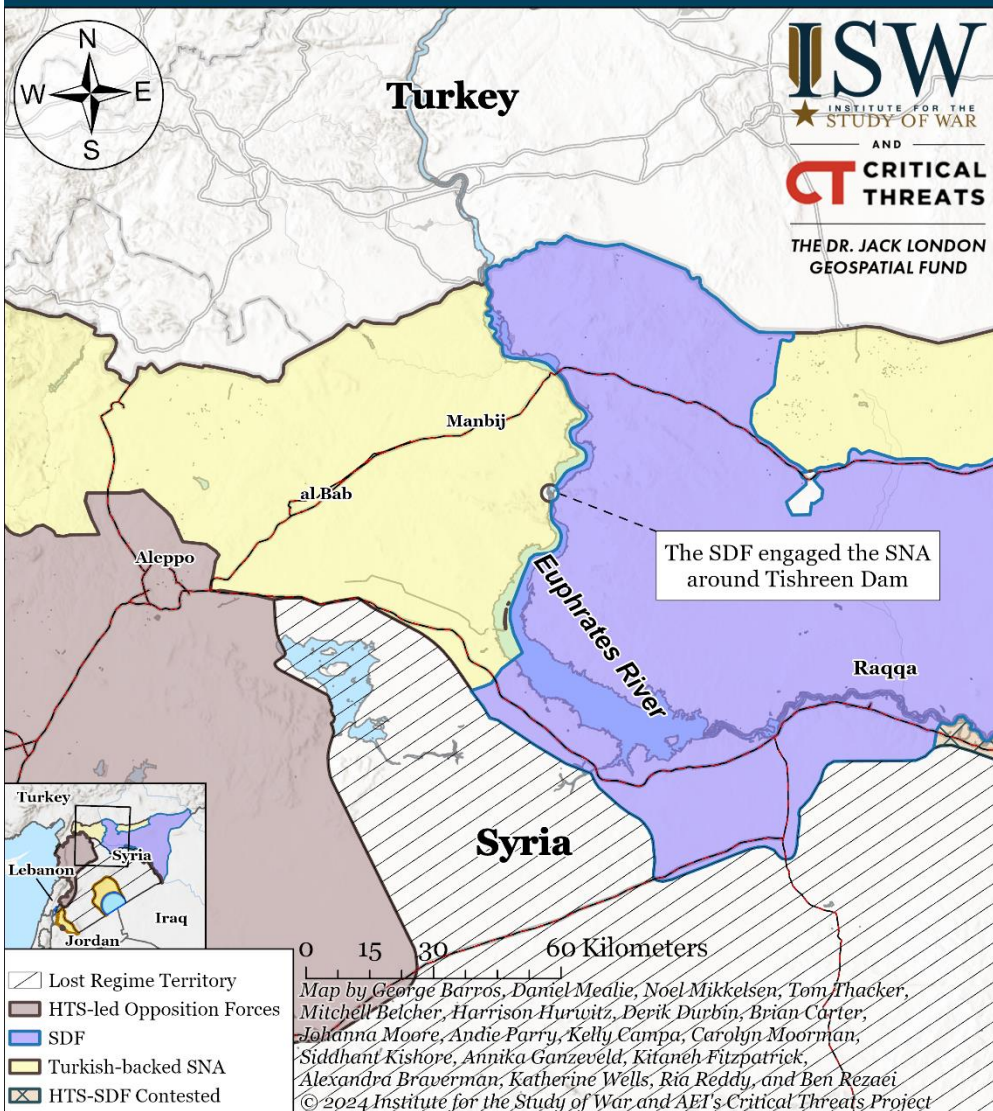 N
W E
S
ISW
INSTITUTE FOR THE
STUDY OF WAR
AND
CT CRITICAL
THREATS
THE DR. JACK LONDON
GEOSPATIAL FUND
Turkey
Manbij
al Bab
Aleppo
The SDF engaged the SNA
around Tishreen Dam
Euphrates River
Raqqa
Syria
Turkey
Syria
Lebanon
Iraq
Jordan
0 15 30 60 Kilometers
Lost Regime Territory
HTS-led Opposition Forces
SDF
Turkish-backed SNA
HTS-SDF Contested
Map by George Barros, Daniel Mealie, Noel Mikkelsen, Tom Thacker,
Mitchell Belcher, Harrison Hurwitz, Derik Durbin, Brian Carter,
Johanna Moore, Andie Parry, Kelly Campa, Carolyn Moorman,
Siddhant Kishore, Annika Ganzeveld, Kitaneh Fitzpatrick,
Alexandra Braverman, Katherine Wells, Ria Reddy, and Ben Rezaei
© 2024 Institute for the Study of War and AEI's Critical Threats Project